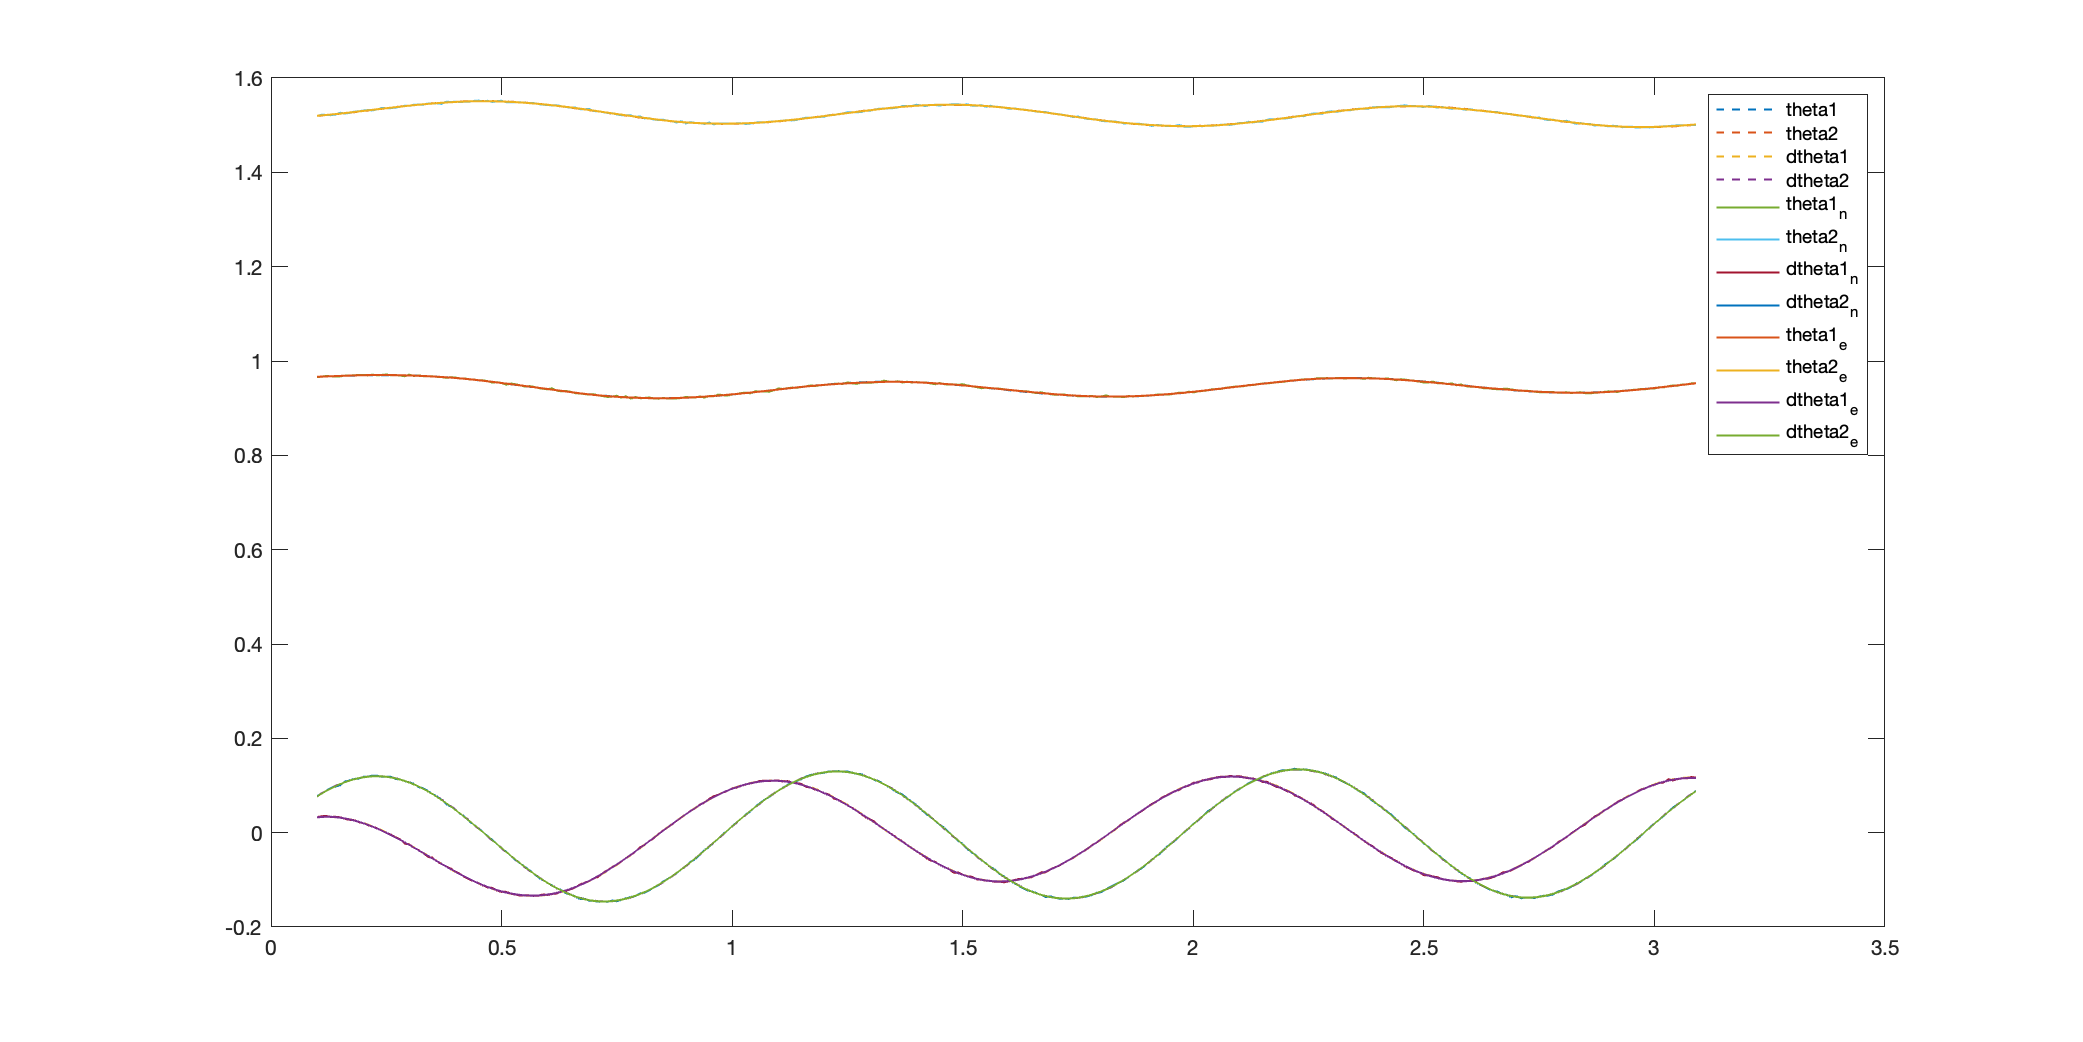 1.6
1.4
1.2
1
0.8
0.6
0.4
0.2
0
-0.2
0 0.5 1 1.5 2 2.5 3 3.5
theta1
theta2
dtheta1
dtheta2
theta1n
theta2n
dtheta1n
dtheta2n
theta1e
theta2e
dtheta1e
dtheta2e